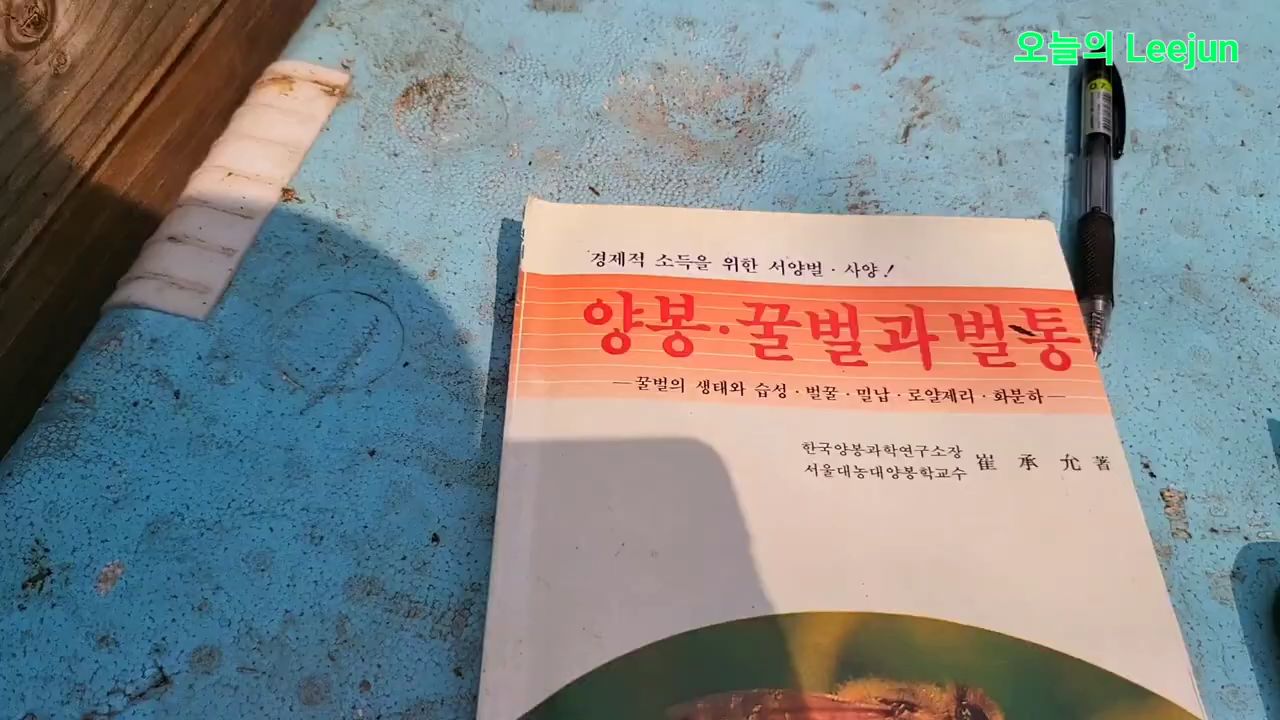 오늘의 Leejun
0.7
경제적 소득을 위한 서양벌·사양!
양봉·꿀벌과 벌통
—꿀벌의 생태와 습성·벌꿀·밀납·로얄제리·화분하—
한국양봉과학연구소장
서울대농대양봉학교수
崔承允 著